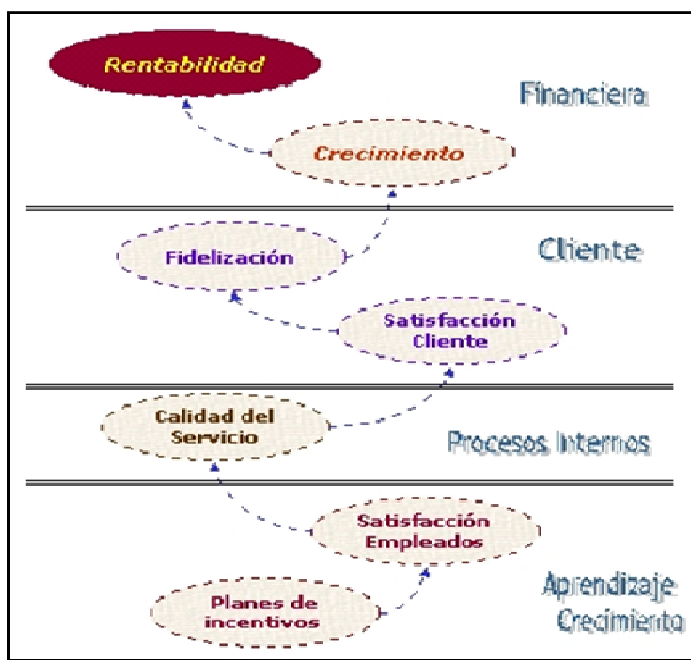 Rentabilidad
Financiera
Crecimiento
Cliente
Fidelización
Satisfacción
Cliente
Calidad del
Servicio
Procesos Internos
Satisfacción
Empleados
Planes de
incentivos
Aprendizaje
Crecimiento